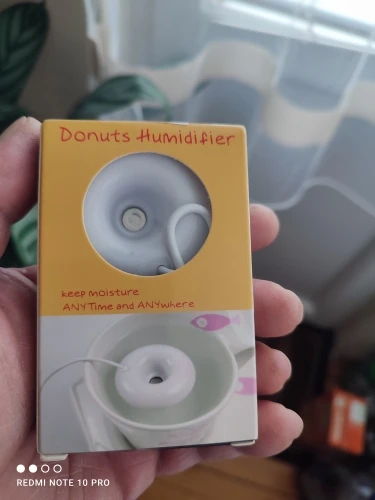 Donuts Humidifier
keep moisture
ANYTime and ANYwhere
REDMI NOTE 10 PRO